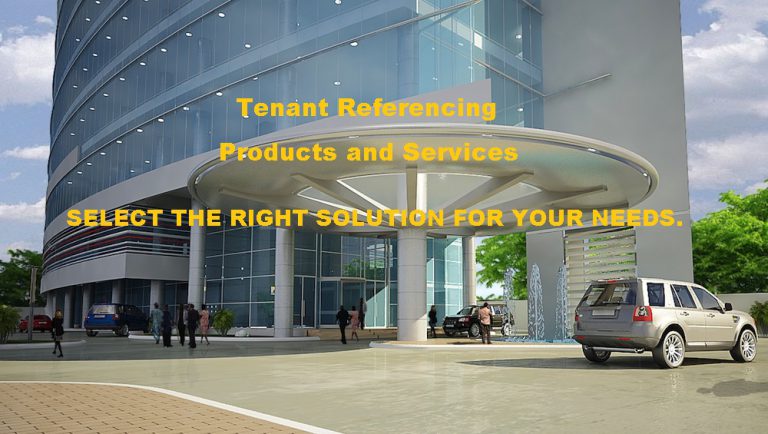 Tenant Referencing
Products and Services
SELECT THE RIGHT SOLUTION FOR YOUR NEEDS.